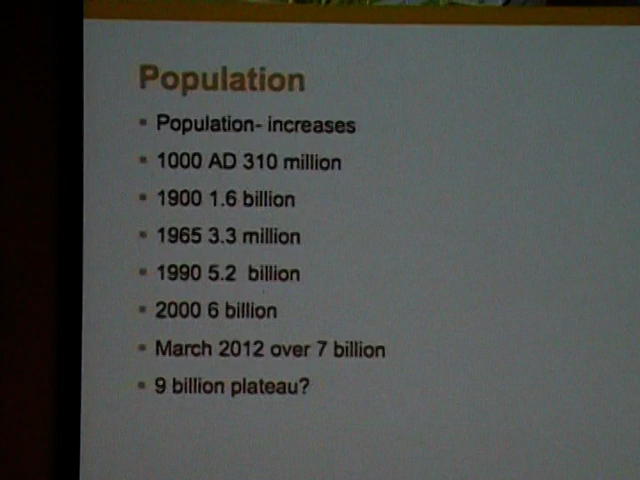 Population
Population- increases
1000 AD 310 million
1900 1.6 billion
1965 3.3 million
1990 5.2 billion
2000 6 billion
March 2012 over 7 billion
9 billion plateau?